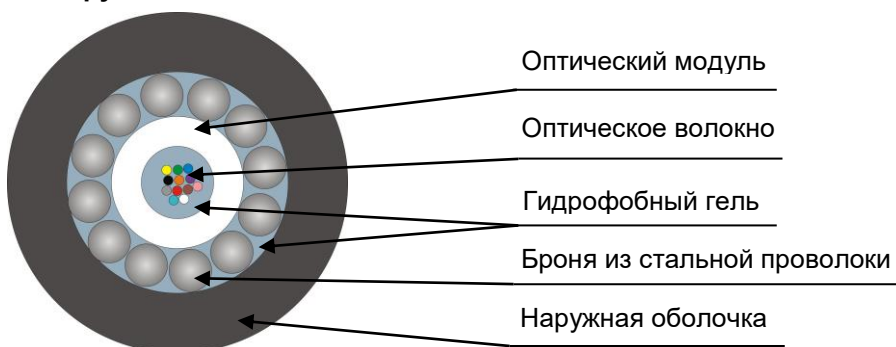 Оптический модуль
Оптическое волокно
Гидрофобный гель
Броня из стальной проволоки
Наружная оболочка